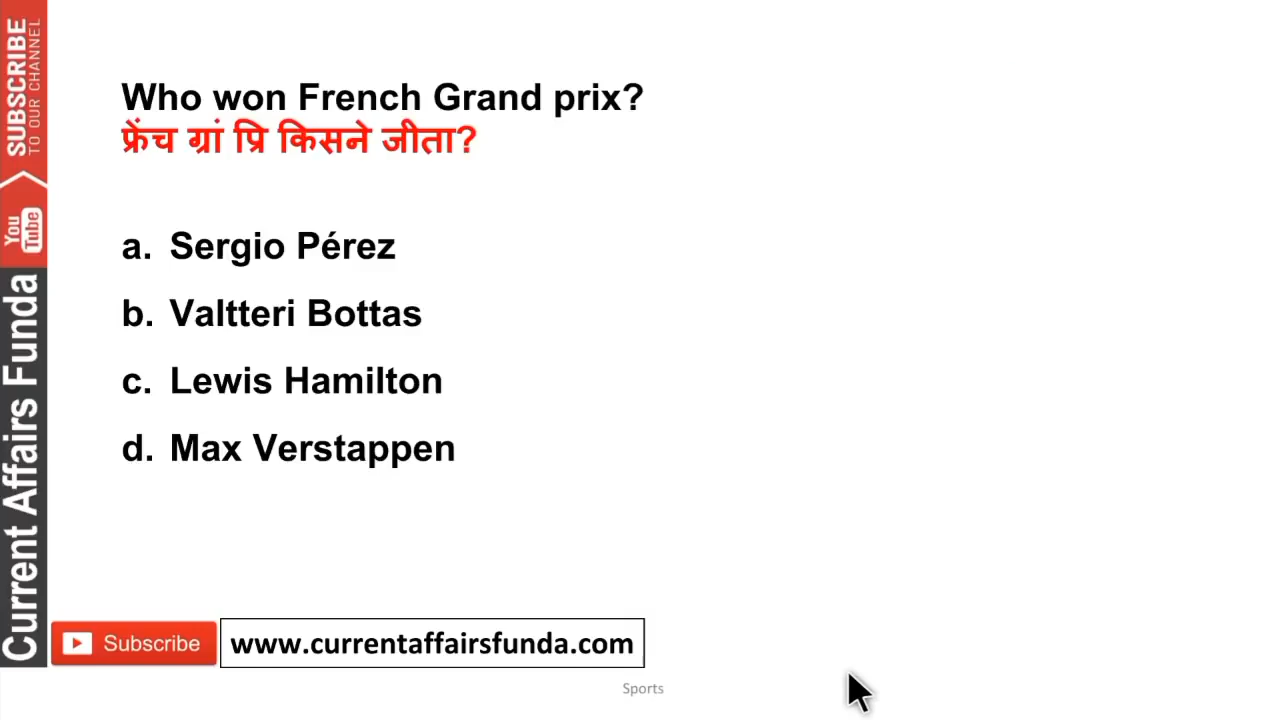 SUBSCRIBE
TO OUR CHANNEL
You
Tube
Current Affairs Funda
Who won French Grand prix?
फ्रेंच ग्रां प्रि किसने जीता?
a. Sergio Pérez
b. Valtteri Bottas
c. Lewis Hamilton
d. Max Verstappen
Subscribe
www.currentaffairsfunda.com
Sports